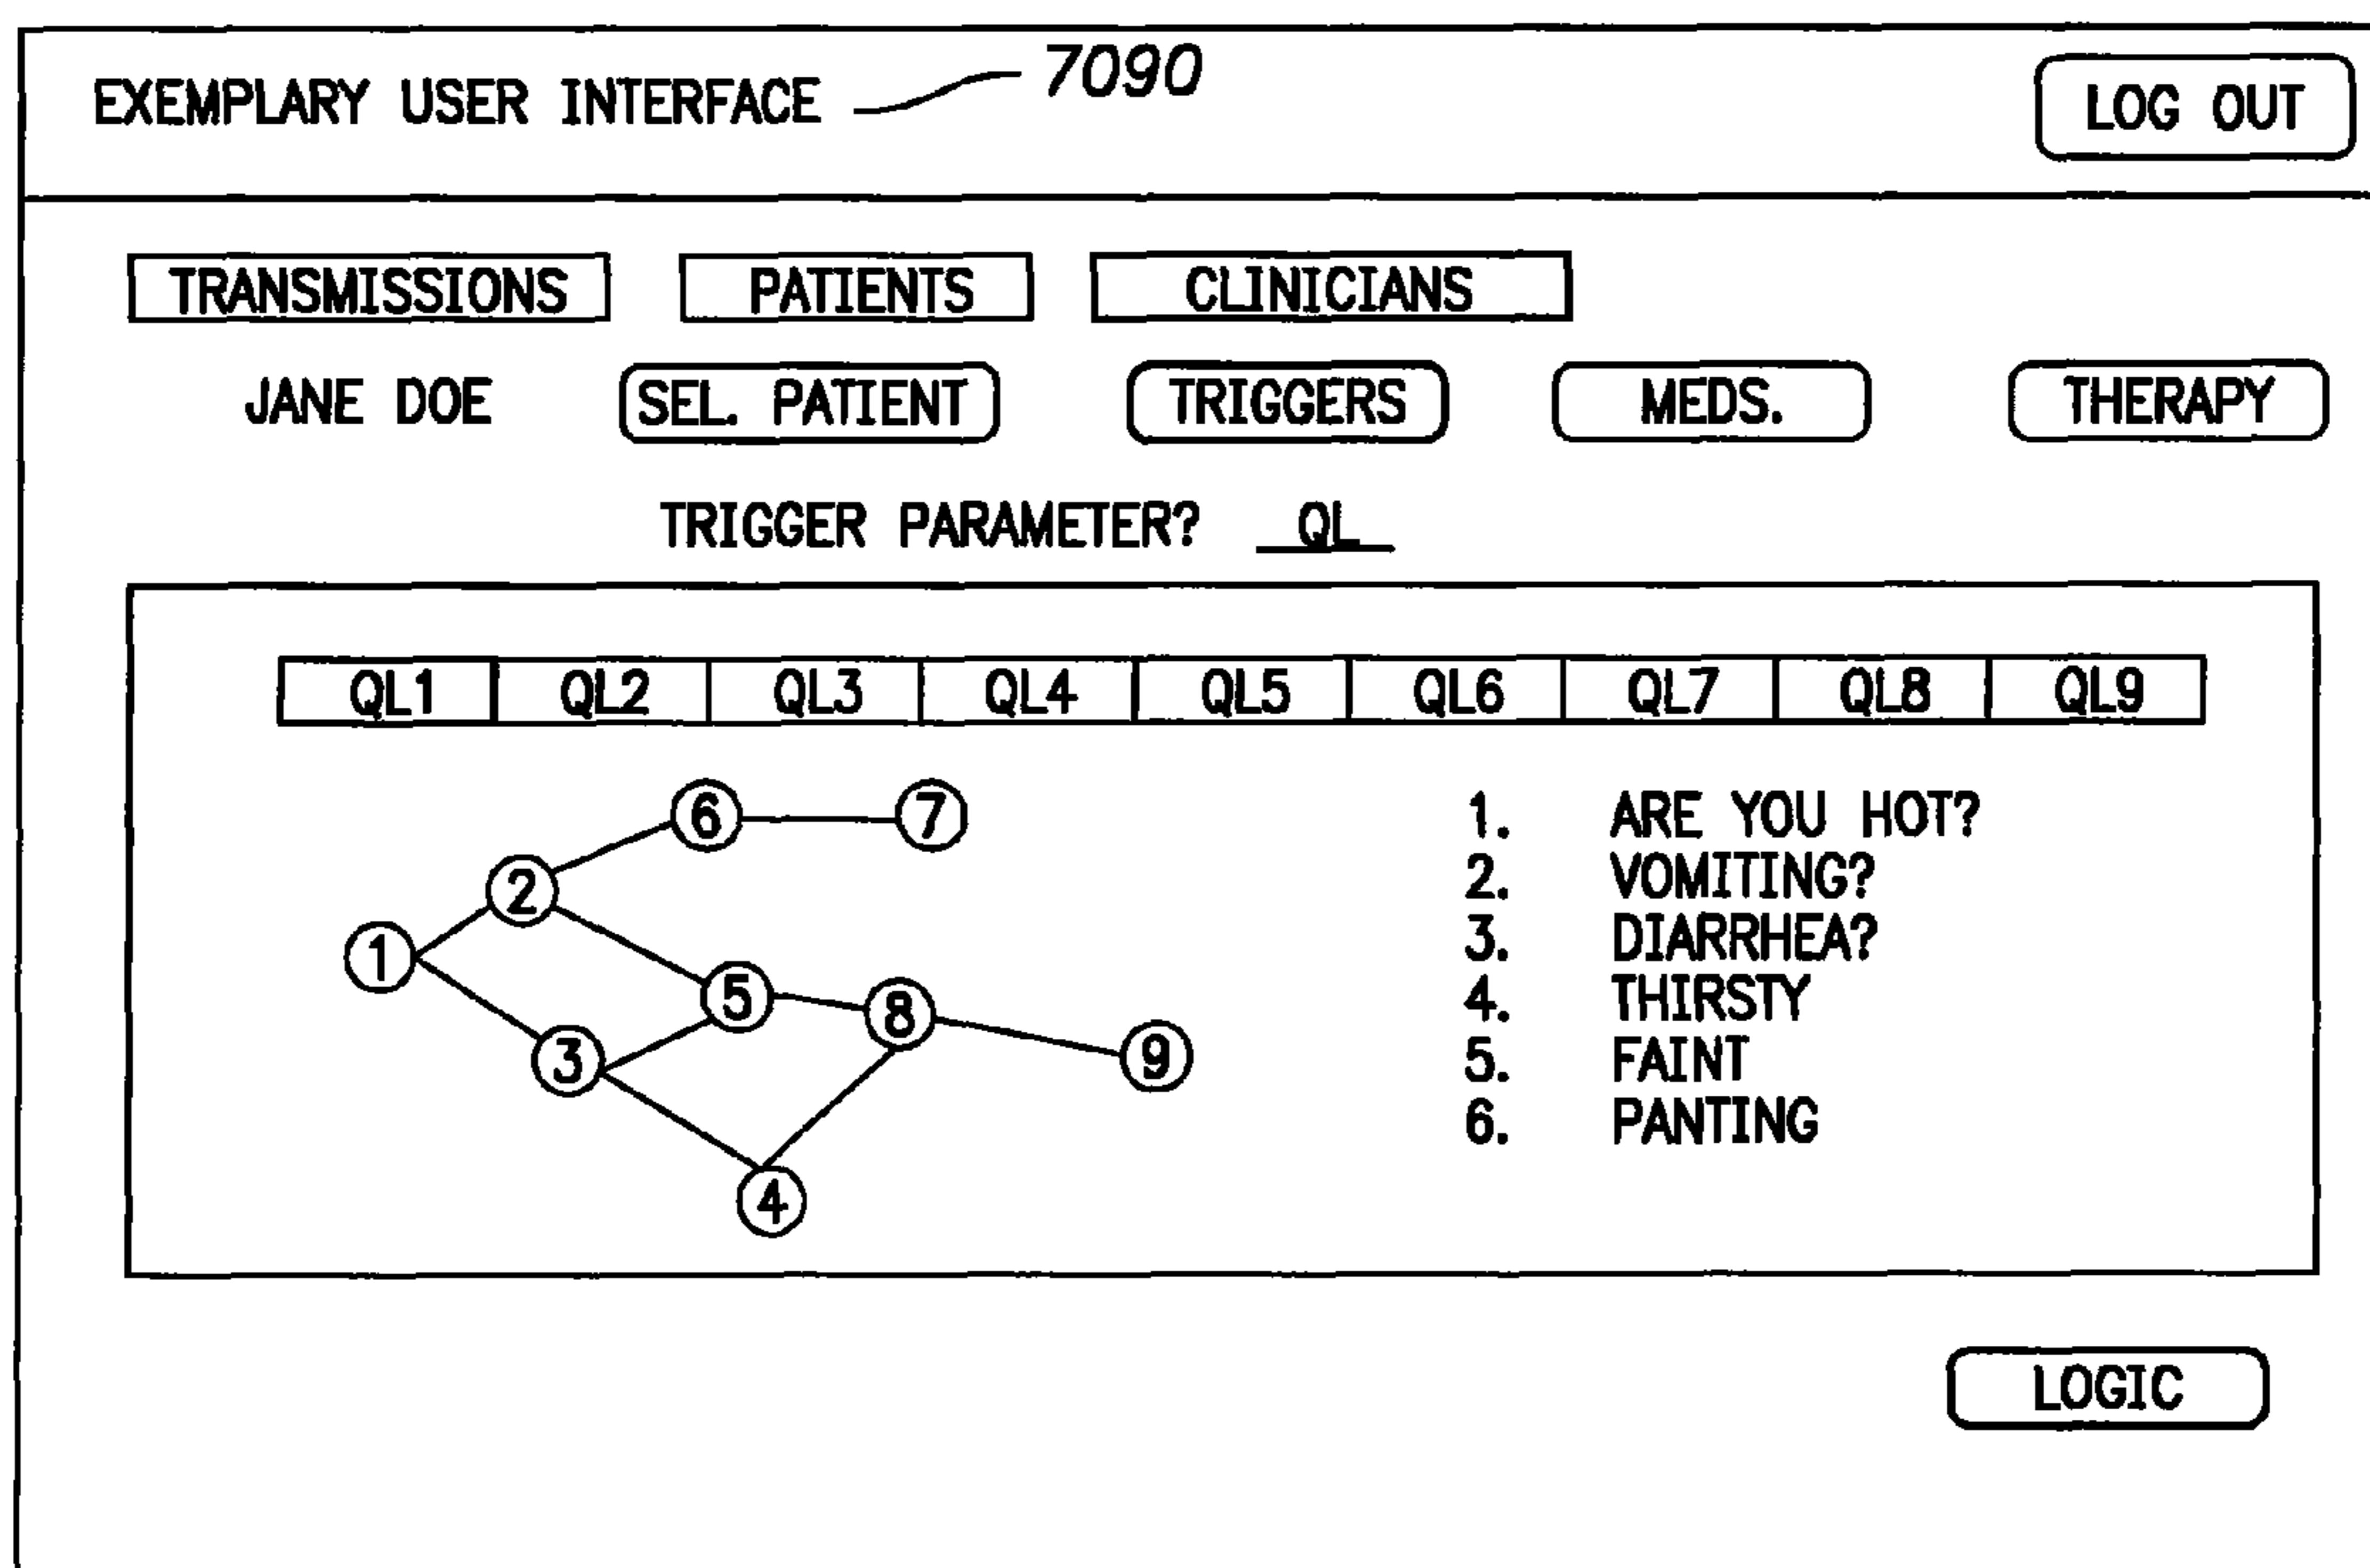 EXEMPLARY USER INTERFACE 7090 LOG OUT
TRANSMISSIONS PATIENTS CLINICIANS
JANE DOE SEL. PATIENT TRIGGERS MEDS. THERAPY
TRIGGER PARAMETER? QL
QL1 QL2 QL3 QL4 QL5 QL6 QL7 QL8 QL9
6 7
2
1
5 8
3 9
4
1. ARE YOU HOT?
2. VOMITING?
3. DIARRHEA?
4. THIRSTY
5. FAINT
6. PANTING
LOGIC